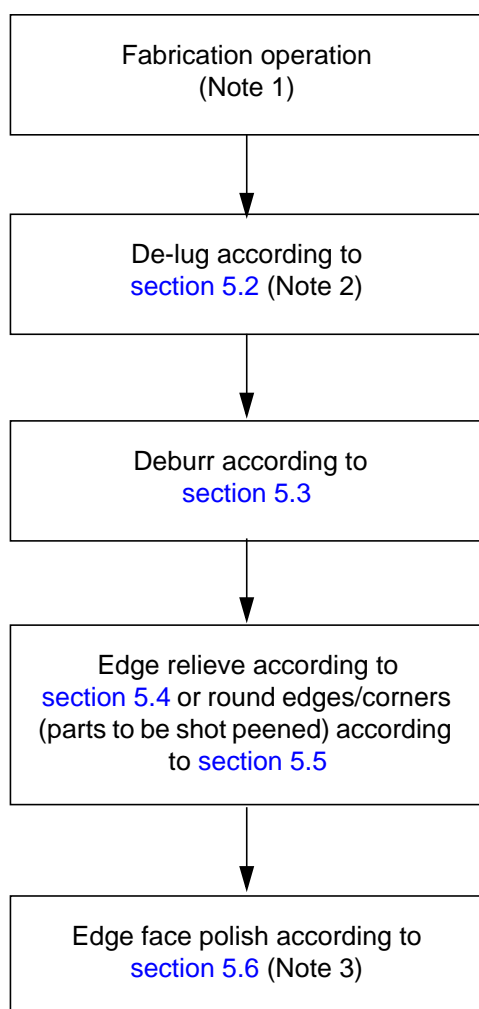 Fabrication operation
(Note 1)
De-lug according to
section 5.2 (Note 2)
Deburr according to
section 5.3
Edge relieve according to
section 5.4 or round edges/corners
(parts to be shot peened) according
to section 5.5
Edge face polish according to
section 5.6 (Note 3)